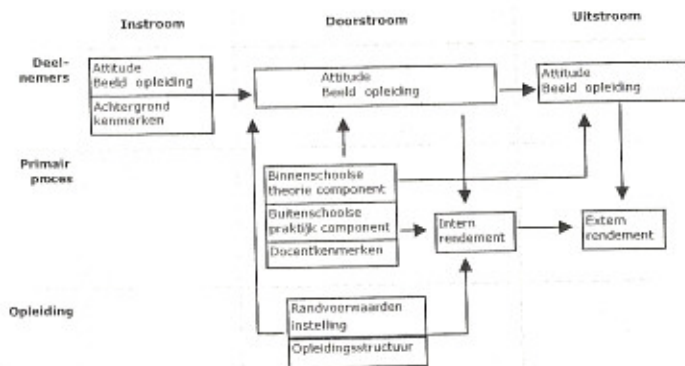 Instroom
Doorstroom
Uitstroom
Deel-
nemers
Attitude
Beeld opleiding
Achtergrond
kenmerken
Attitude
Beeld opleiding
Attitude
Beeld opleiding
Primair
proces
Binnenschoolse
theorie component
Buitenschoolse
praktijk component
Docentkenmerken
Intern
rendement
Extern
rendement
Opleiding
Randvoorwaarden
instelling
Opleidingsstructuur